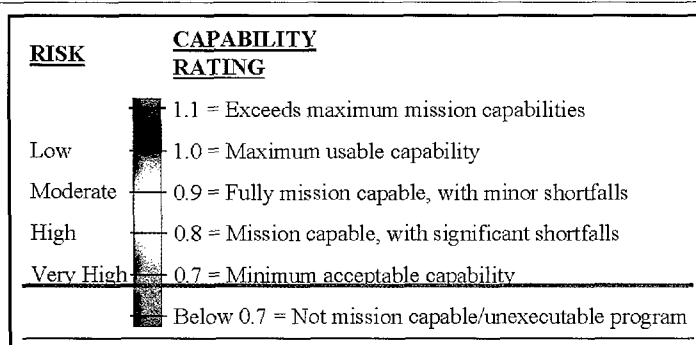 RISK CAPABILITY
RATING
1.1 = Exceeds maximum mission capabilities
Low 1.0 = Maximum usable capability
Moderate 0.9 = Fully mission capable, with minor shortfalls
High 0.8 = Mission capable, with significant shortfalls
Very High 0.7 = Minimum acceptable capability
Below 0.7 = Not mission capable/unexecutable program